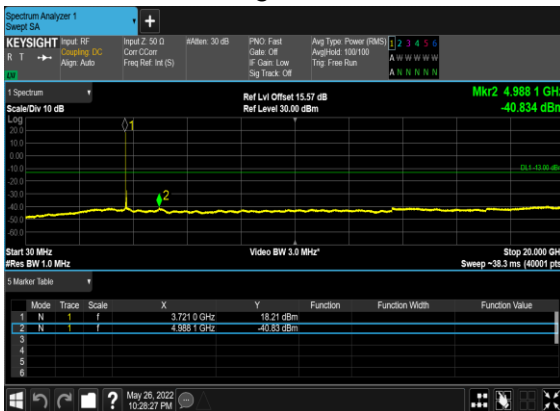 Spectrum Analyzer 1
Swept SA
KEYSIGHT Input: RF Input Z: 50 Ω #Atten: 30 dB PNO: Fast Avg Type: Power (RMS) 1 2 3 4 5 6
R T Coupling: DC Corr CCorr Gate: Off Avg|Hold: 100/100 A W W W W W
Align: Auto Freq Ref: Int (S) IF Gain: Low Trig: Free Run
LV Sig Track: Off A N N N N N
1 Spectrum Ref Lvl Offset 15.57 dB Mkr2 4.988 1 GHz
Scale/Div 10 dB Ref Level 30.00 dBm -40.834 dBm
Log
20.0
10.0
0.00
-10.0
-20.0
-30.0
-40.0
-50.0
-60.0
1
2
DL1 -13.00 dBm
Start 30 MHz Video BW 3.0 MHz* Stop 20.000 GHz
#Res BW 1.0 MHz Sweep ~38.3 ms (40001 pts)
5 Marker Table
Mode Trace Scale X Y Function Function Width Function Value
1 N 1 f 3.721 0 GHz 18.21 dBm
2 N 1 f 4.988 1 GHz -40.83 dBm
3
4
5
6
? May 26, 2022
10:28:27 PM